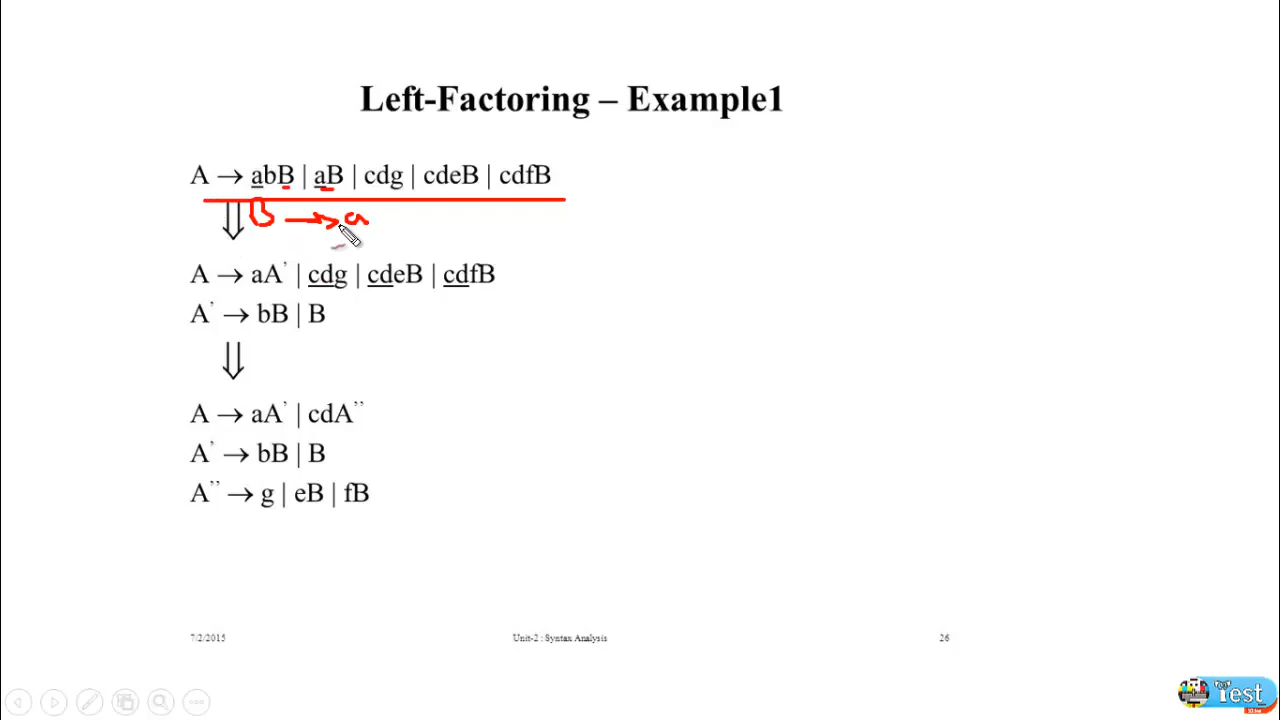 Left-Factoring – Example1
A → abB | aB | cdg | cdeB | cdfB
B → a
A → aA’ | cdg | cdeB | cdfB
A’ → bB | B
A → aA’ | cdA’’
A’ → bB | B
A’’ → g | eB | fB
7/2/2015 Unit-2 : Syntax Analysis 26
Test